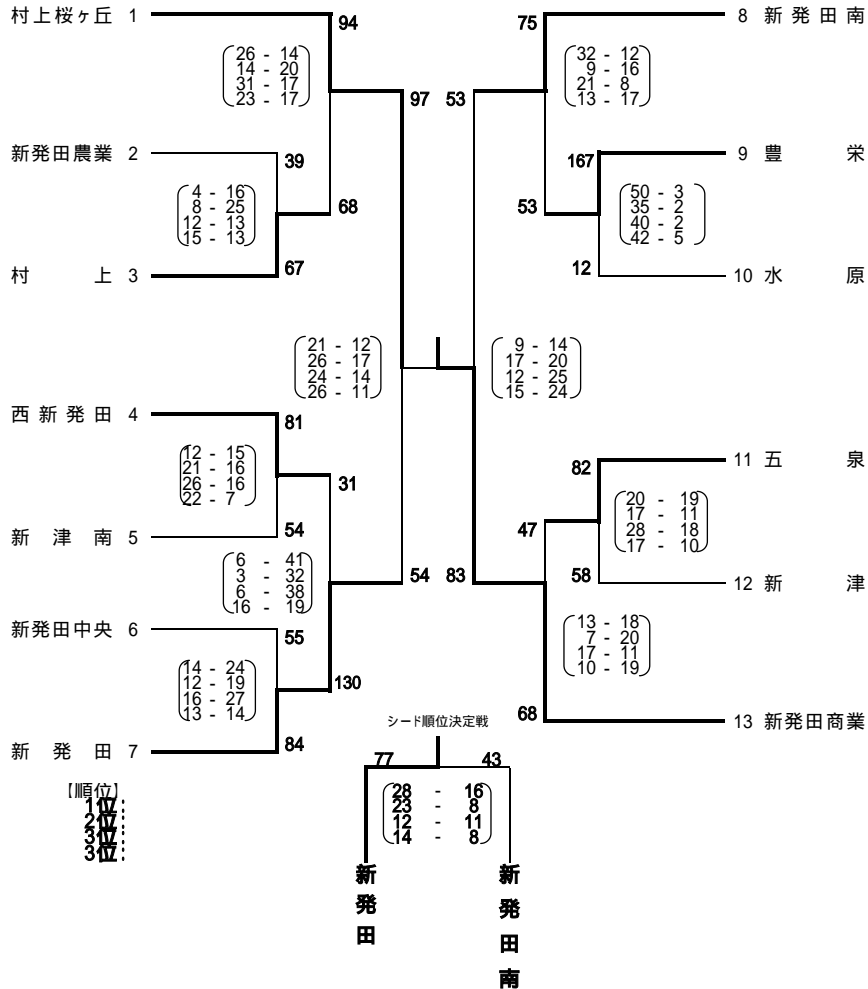 村上桜ヶ丘 1
94
26 - 14
14 - 20
31 - 17
23 - 17
97
新発田農業 2
39
4 - 16
8 - 25
12 - 13
15 - 13
68
村 上 3
67
21 - 12
26 - 17
24 - 14
26 - 11
西新発田 4
81
12 - 15
21 - 16
26 - 16
22 - 7
31
新津南 5
54
6 - 41
3 - 32
6 - 38
16 - 19
54
新発田中央 6
55
14 - 24
12 - 19
16 - 27
13 - 14
130
新発田 7
84
75
8 新発田南
32 - 12
9 - 16
21 - 8
13 - 17
53
167
9 豊 栄
50 - 3
35 - 2
40 - 2
42 - 5
53
12
10 水 原
9 - 14
17 - 20
12 - 25
15 - 24
82
11 五 泉
20 - 19
17 - 11
28 - 18
17 - 10
47
58
12 新 津
83
13 - 18
7 - 20
17 - 11
10 - 19
68
13 新発田商業
シード順位決定戦
77 43
28 - 16
23 - 8
12 - 11
14 - 8
新発田
新発田南
【順位】
1位:
2位:
3位:
3位: